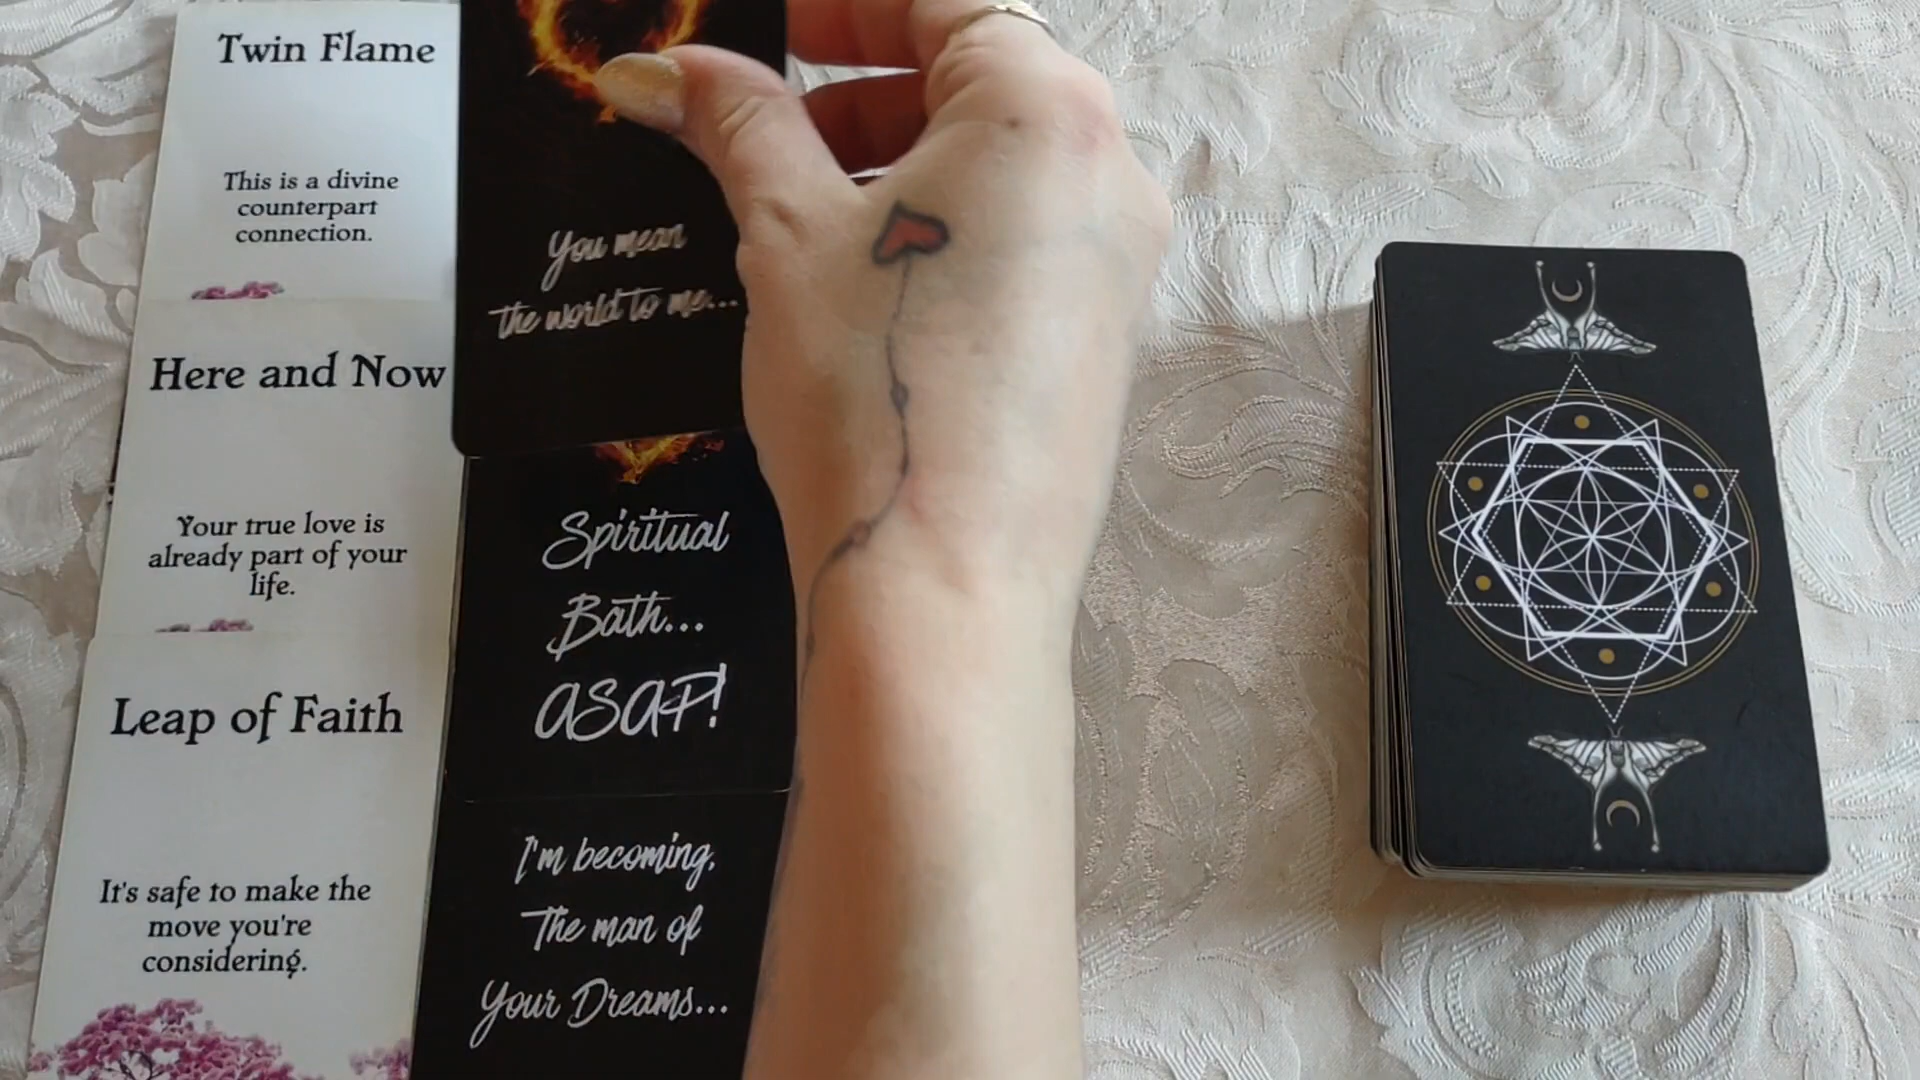 Twin Flame
This is a divine
counterpart
connection.
Here and Now
Your true love is
already part of your
life.
Leap of Faith
It's safe to make the
move you're
considering.
You mean
the world to me...
Spiritual
Bath...
ASAP!
I'm becoming,
The man of
Your Dreams...